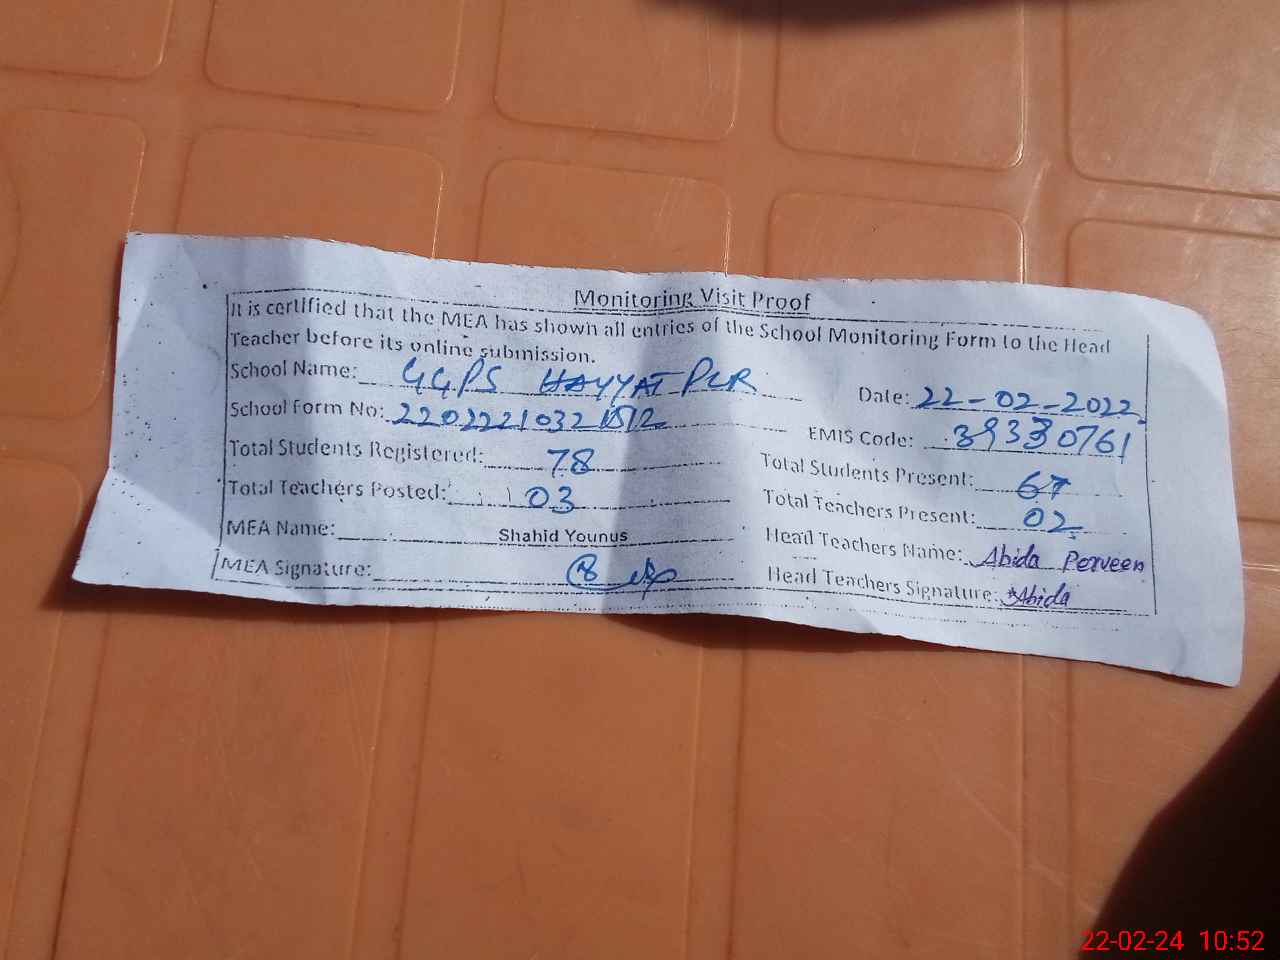 Monitoring Visit Proof
It is certified that the MEA has shown all entries of the School Monitoring Form to the Head
Teacher before its online submission.
School Name: GGPS HAYYAT PUR Date: 22-02-2022
School Form No: EMIS Code: 39330761
Total Students Registered: 78 Total Students Present: 67
Total Teachers Posted: 03 Total Teachers Present: 02
MEA Name: Shahid Younus Head Teachers Name: Abida Perveen
MEA Signature: Head Teachers Signature: Abida
22-02-24 10:52